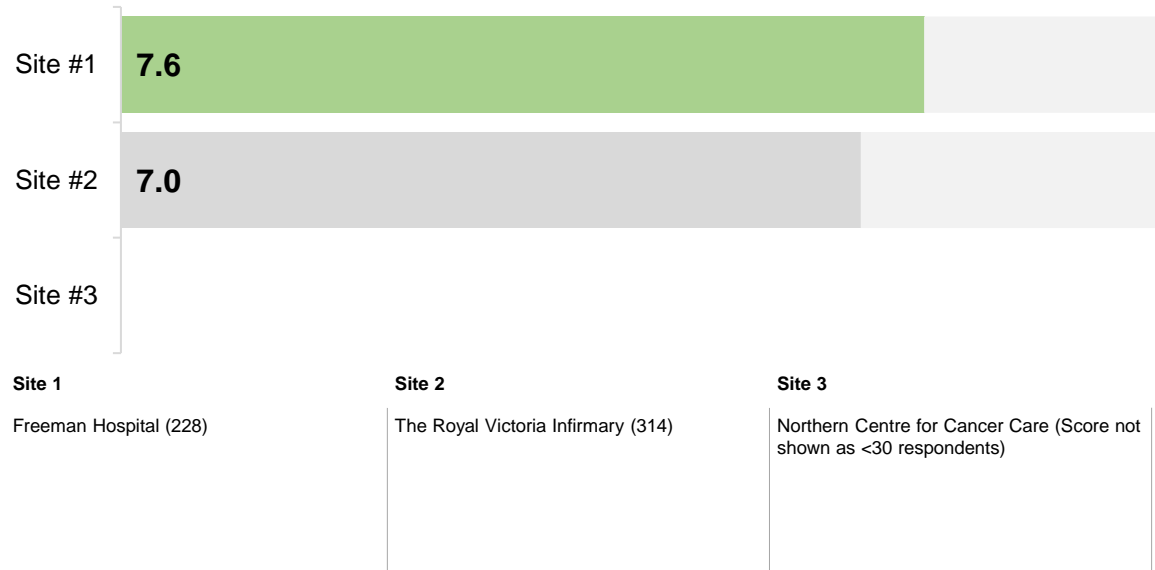 Site #1
7.6
Site #2
7.0
Site #3
Site 1
Site 2
Site 3
Freeman Hospital (228)
The Royal Victoria Infirmary (314)
Northern Centre for Cancer Care (Score not
shown as <30 respondents)